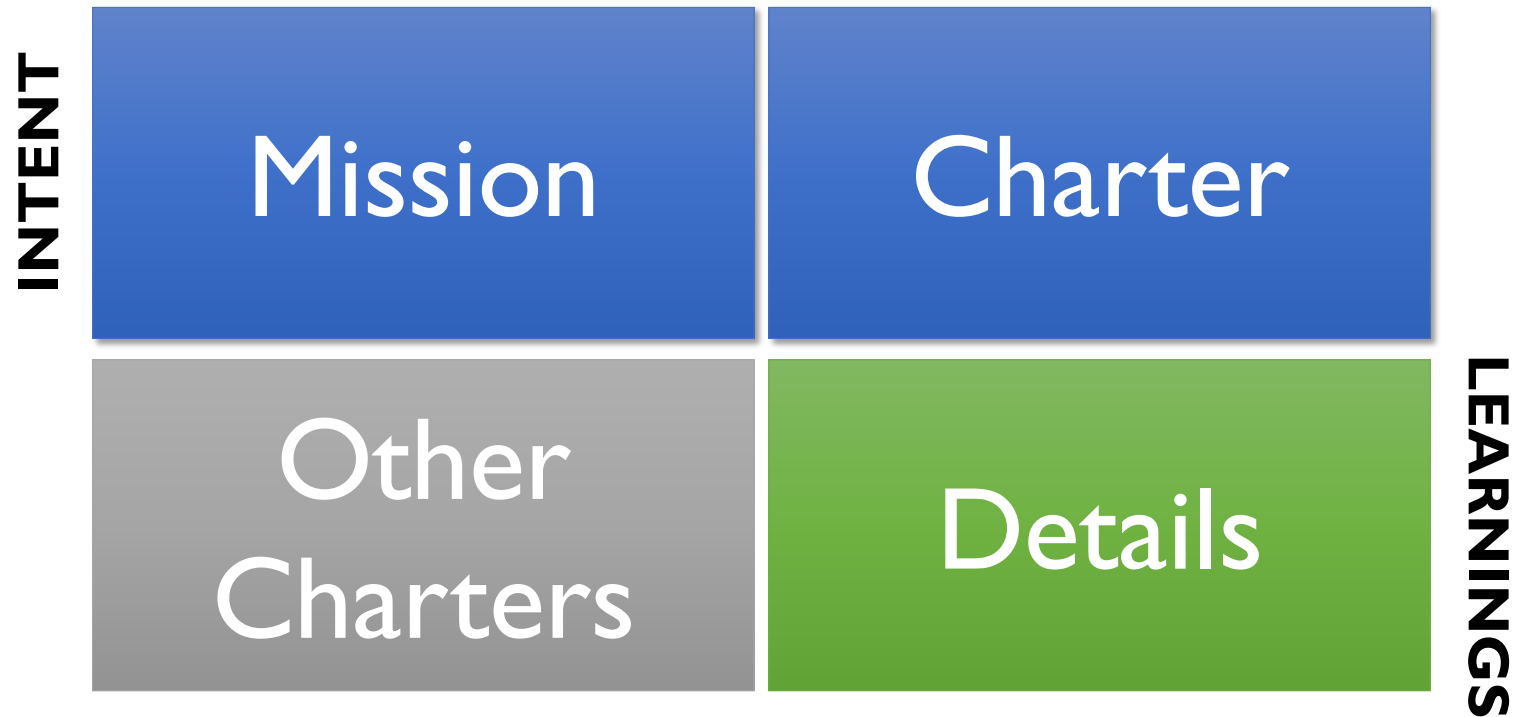 INTENT
Mission
Charter
Other
Charters
Details
LEARNINGS